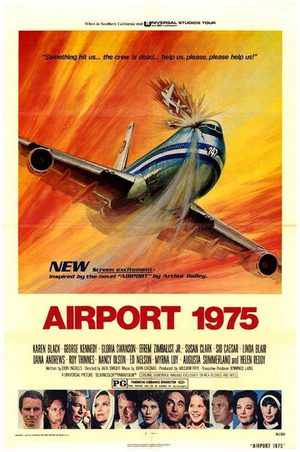 When in Southern California visit UNIVERSAL STUDIOS TOUR
"Something hit us... the crew is dead... help us, please, please help us!"
747
NEW Screen excitement-
inspired by the novel "AIRPORT" by Arthur Hailey.
AIRPORT 1975
KAREN BLACK GEORGE KENNEDY GLORIA SWANSON EFREM ZIMBALIST JR. SUSAN CLARK SID CAESAR LINDA BLAIR
DANA ANDREWS ROY THINNES NANCY OLSON ED NELSON MYRNA LOY AUGUSTA SUMMERLAND and HELEN REDDY
Written by DON INGALLS Directed by JACK SMIGHT Music by JOHN CACAVAS Produced by WILLIAM FRYE Executive Producer JENNINGS LANG
A UNIVERSAL PICTURE TECHNICOLOR PANAVISION
PG PARENTAL GUIDANCE SUGGESTED
"AIRPORT 1975"